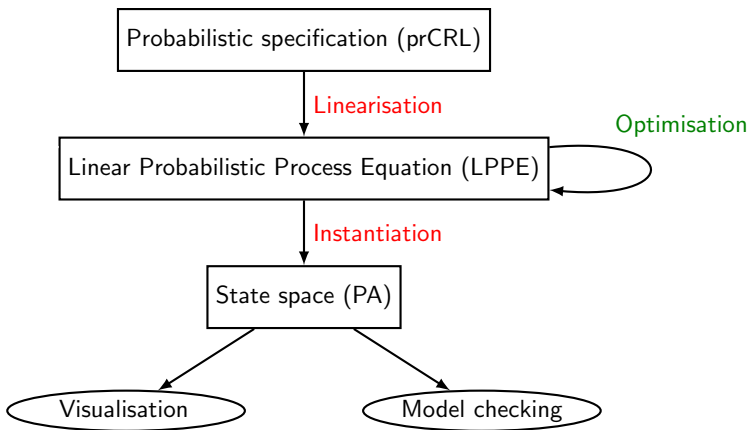 Probabilistic specification (prCRL)
Linearisation
Optimisation
Linear Probabilistic Process Equation (LPPE)
Instantiation
State space (PA)
Visualisation
Model checking